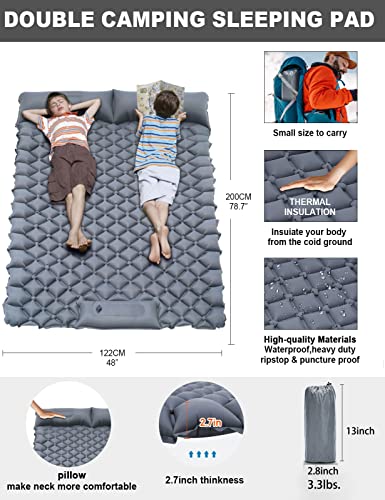 DOUBLE CAMPING SLEEPING PAD
Small size to carry
200CM
78.7"
THERMAL
INSULATION
Insuiate your body
from the cold ground
122CM
48"
High-quality Materials
Waterproof,heavy duty
ripstop & puncture proof
pillow
make neck more comfortable
2.7in
2.7inch thinkness
13inch
2.8inch
3.3lbs.